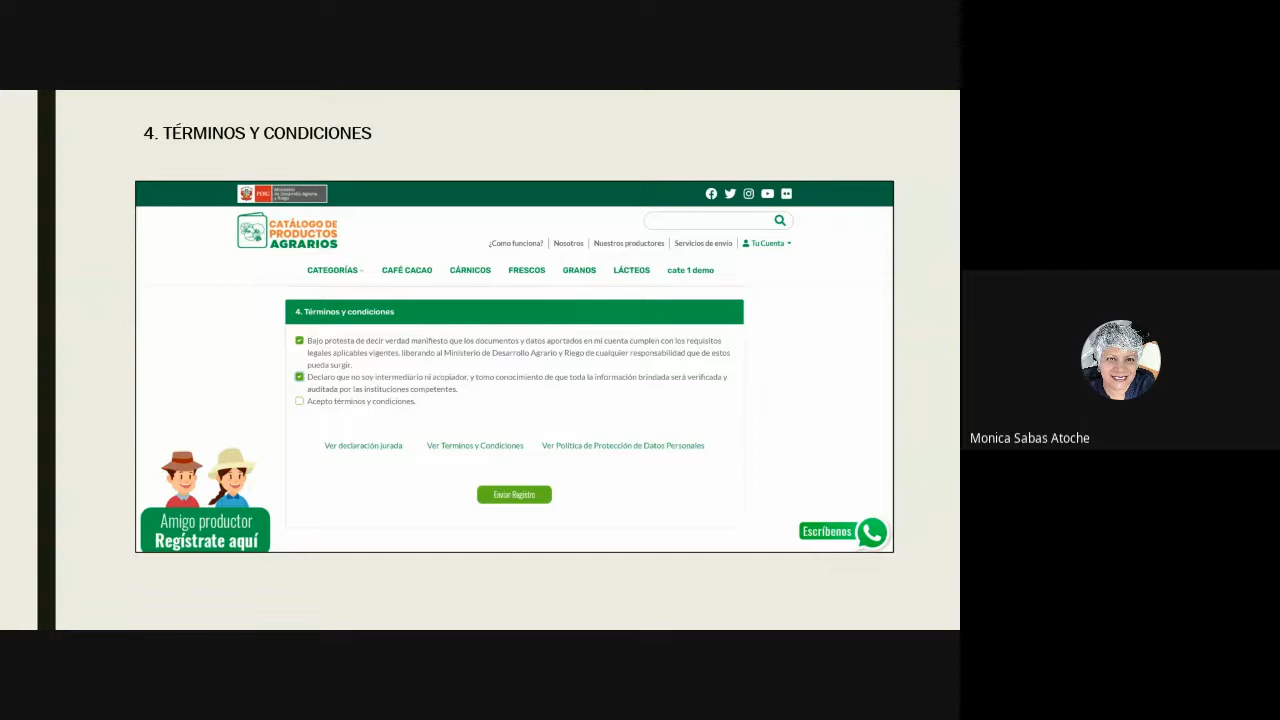 4. TÉRMINOS Y CONDICIONES
PERÚ
Ministerio
de Desarrollo Agrario
y Riego
CATÁLOGO DE
PRODUCTOS
AGRARIOS
¿Como funciona? Nosotros Nuestros productores Servicios de envío Tu Cuenta
CATEGORÍAS CAFÉ CACAO CÁRNICOS FRESCOS GRANOS LÁCTEOS cate 1 demo
4. Términos y condiciones
Bajo protesta de decir verdad manifiesto que los documentos y datos aportados en mi cuenta cumplen con los requisitos
legales aplicables vigentes, liberando al Ministerio de Desarrollo Agrario y Riego de cualquier responsabilidad que de estos
pueda surgir.
Declaro que no soy intermediario ni acopiador, y tomo conocimiento de que toda la información brindada será verificada y
auditada por las instituciones competentes.
Acepto términos y condiciones.
Ver declaración jurada Ver Terminos y Condiciones Ver Política de Protección de Datos Personales
Enviar Registro
Amigo productor
Regístrate aquí
Escríbenos
Monica Sabas Atoche